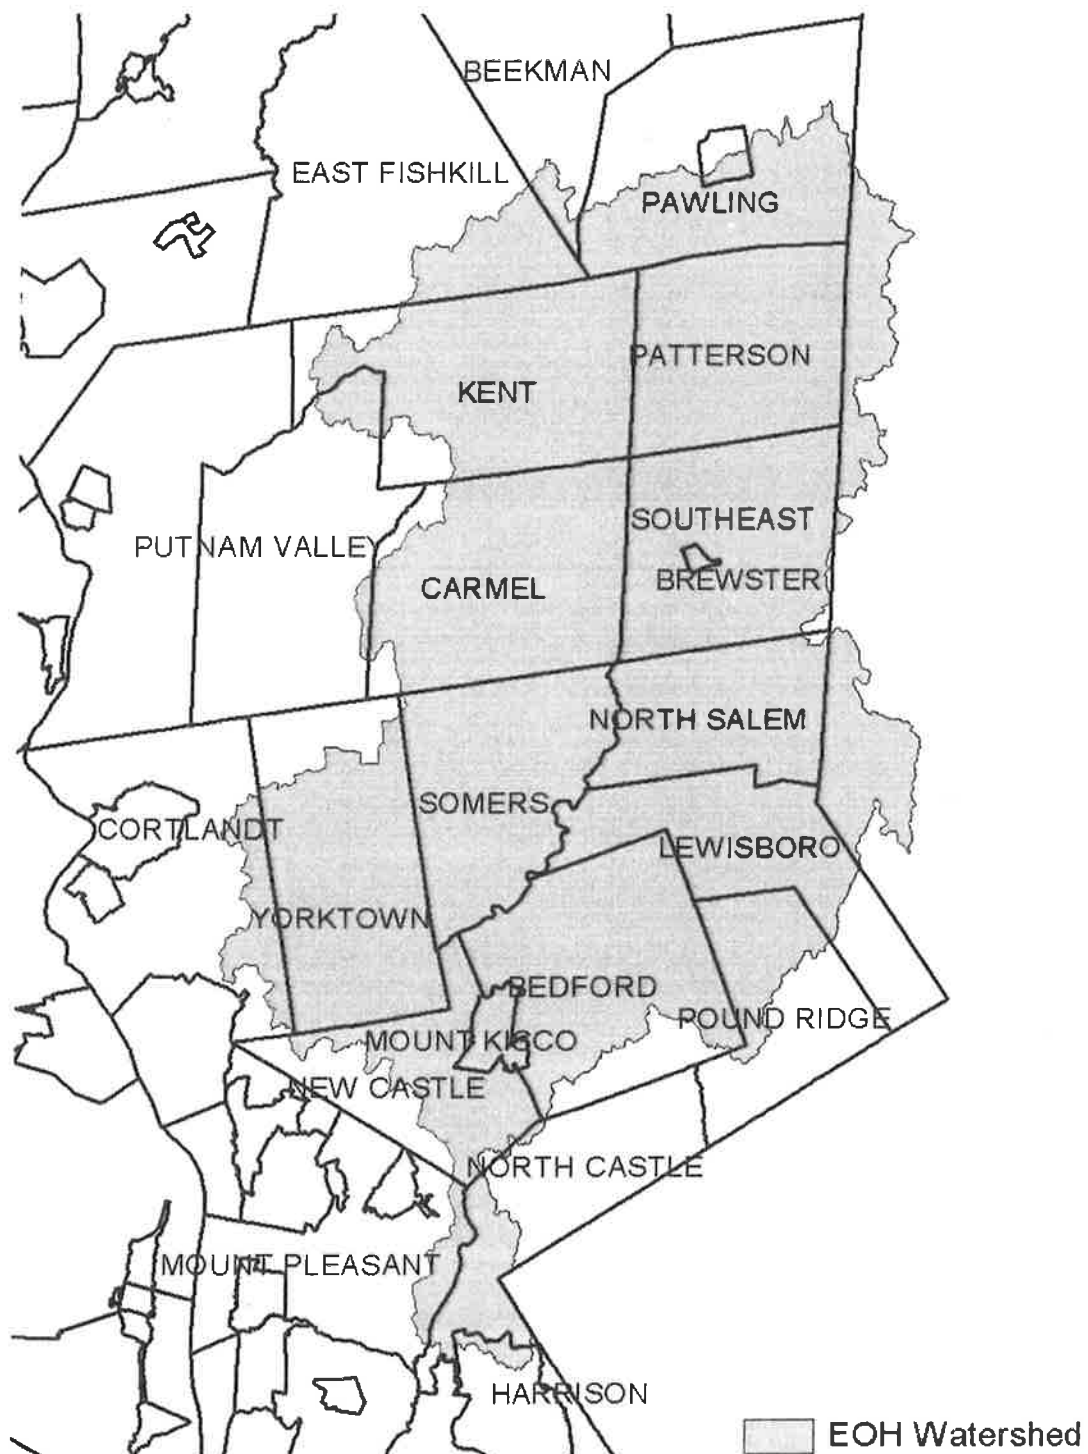 BEEKMAN
EAST FISHKILL
PAWLING
PATTERSON
KENT
SOUTHEAST
PUTNAM VALLEY
BREWSTER
CARMEL
NORTH SALEM
SOMERS
CORTLANDT
LEWISBORO
YORKTOWN
BEDFORD
POUND RIDGE
MOUNT KISCO
NEW CASTLE
NORTH CASTLE
MOUNT PLEASANT
HARRISON
EOH Watershed